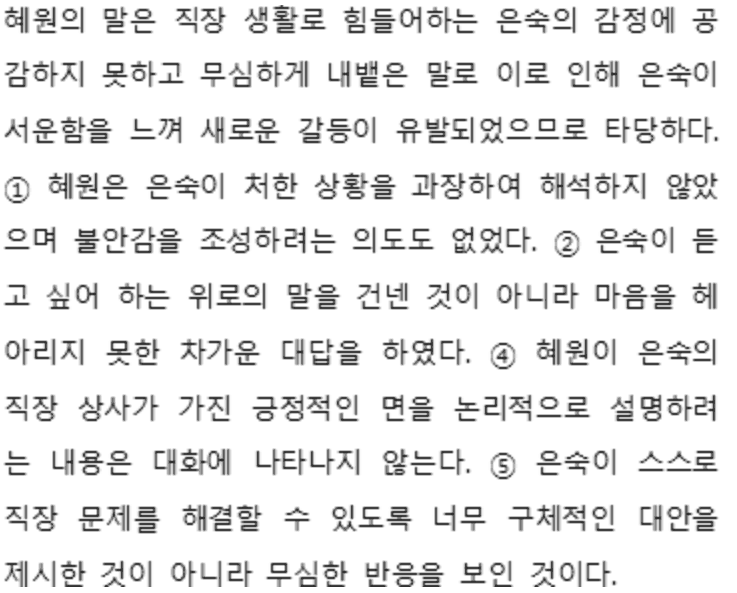 혜원의 말은 직장 생활로 힘들어하는 은숙의 감정에 공
감하지 못하고 무심하게 내뱉은 말로 이로 인해 은숙이
서운함을 느껴 새로운 갈등이 유발되었으므로 타당하다.
① 혜원은 은숙이 처한 상황을 과장하여 해석하지 않았
으며 불안감을 조성하려는 의도도 없었다. ② 은숙이 듣
고 싶어 하는 위로의 말을 건넨 것이 아니라 마음을 헤
아리지 못한 차가운 대답을 하였다. ④ 혜원이 은숙의
직장 상사가 가진 긍정적인 면을 논리적으로 설명하려
는 내용은 대화에 나타나지 않는다. ⑤ 은숙이 스스로
직장 문제를 해결할 수 있도록 너무 구체적인 대안을
제시한 것이 아니라 무심한 반응을 보인 것이다.